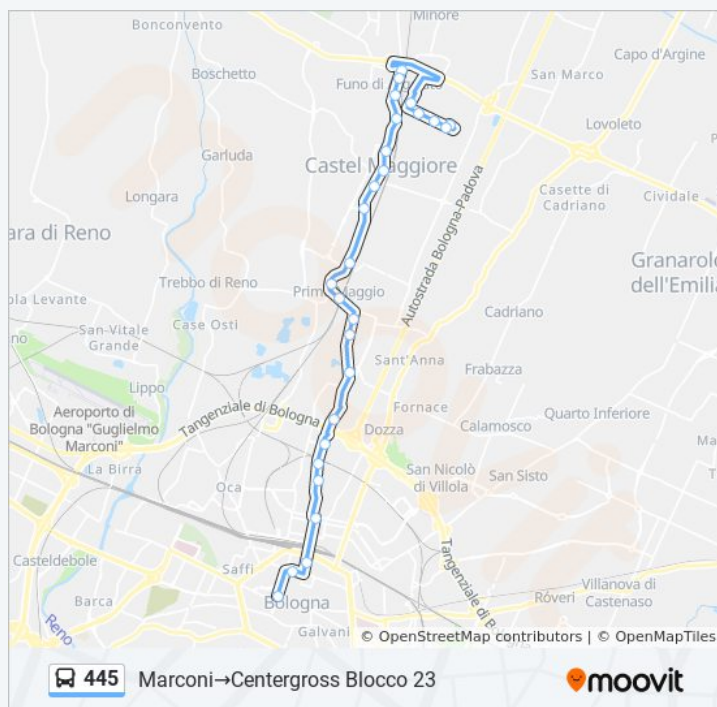 Bonconvento
Minore
Capo d'Argine
Boschetto
Funo di
San Marco
Lovoleto
Garluda
Castel Maggiore
Casette di
Cadriano
Cividale
Longara
ara di Reno
Autostrada Bologna-Padova
Granarolo
dell'Emilia
Trebbo di Reno
Primo Maggio
ola Levante
Cadriano
San-Vitale
Grande
Case Osti
Sant'Anna
Frabazza
Lippo
Aeroporto di
Bologna "Guglielmo
Marconi"
Tangenziale di Bologna
Fornace
Quarto Inferiore
Dozza
Calamosco
La Birra
San Nicolò
di Villola
San Sisto
Oca
Casteldebole
Saffi
Tangenziale di B
Villanova di
Castenaso
Barca
Bologna
Róveri
Reno
Galvani
© OpenStreetMap contributors | © OpenMapTiles
445 Marconi→Centergross Blocco 23
moovit